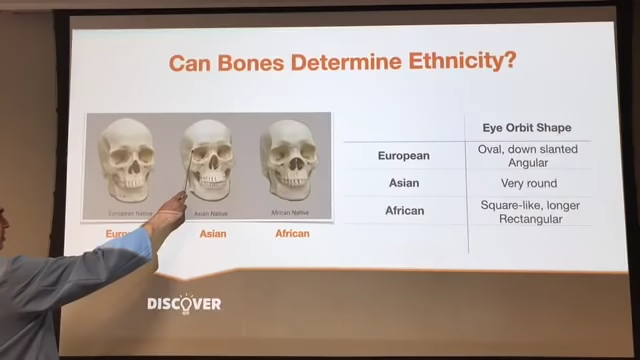 Can Bones Determine Ethnicity?
European Native
Asian Native
African Native
Asian
African
Eye Orbit Shape
European
Oval, down slanted
Angular
Asian
Very round
African
Square-like, longer
Rectangular
DISCOVER